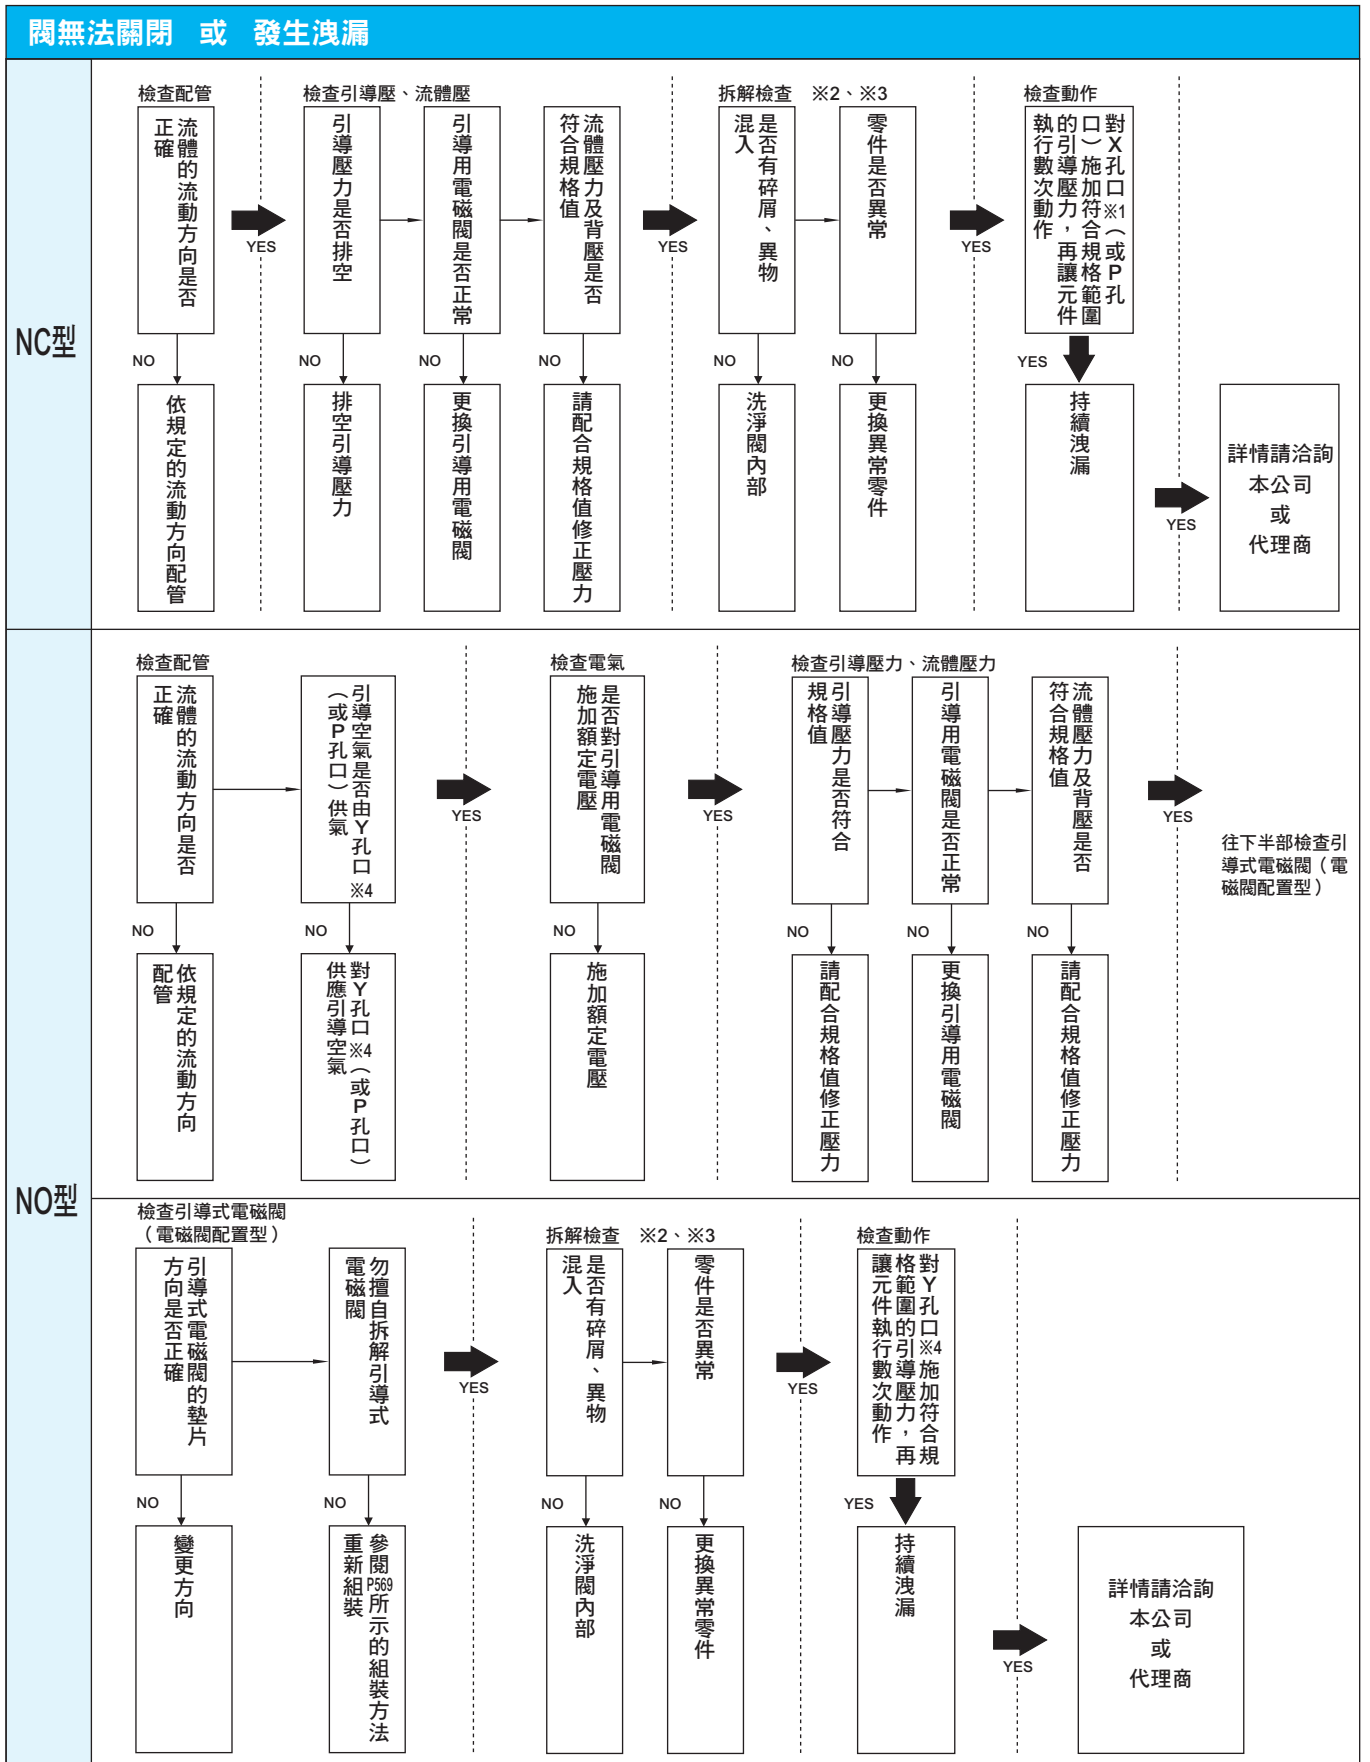 閥無法關閉 或 發生洩漏
NC型
檢查配管
流體的流動方向是否
正確
YES
NO
依規定的流動方向配管
檢查引導壓、流體壓
引導壓力是否排空
NO
排空引導壓力
引導用電磁閥是否正常
NO
更換引導用電磁閥
流體壓力及背壓是否
符合規格值
YES
NO
請配合規格值修正壓力
拆解檢查 ※2、※3
是否有碎屑、異物
混入
NO
洗淨閥內部
零件是否異常
YES
NO
更換異常零件
檢查動作
對X孔口※1(或P孔
口)施加符合規格範圍
的引導壓力,再讓元件
執行數次動作
YES
持續洩漏
YES
詳情請洽詢
本公司
或
代理商
NO型
檢查配管
流體的流動方向是否
正確
NO
依規定的流動方向
配管
引導空氣是否由Y孔口※4
(或P孔口)供氣
YES
NO
對Y孔口※4(或P孔口)
供應引導空氣
檢查電氣
是否對引導用電磁閥
施加額定電壓
YES
NO
施加額定電壓
檢查引導壓力、流體壓力
引導壓力是否符合
規格值
NO
請配合規格值修正壓力
引導用電磁閥是否正常
NO
更換引導用電磁閥
流體壓力及背壓是否
符合規格值
YES
NO
請配合規格值修正壓力
往下半部檢查引
導式電磁閥(電
磁閥配置型)
檢查引導式電磁閥
(電磁閥配置型)
引導式電磁閥的墊片
方向是否正確
NO
變更方向
勿擅自拆解引導式
電磁閥
YES
NO
參閱P569所示的組裝方法
重新組裝
拆解檢查 ※2、※3
是否有碎屑、異物
混入
NO
洗淨閥內部
零件是否異常
YES
NO
更換異常零件
檢查動作
對Y孔口※4施加符合規
格範圍的引導壓力,再
讓元件執行數次動作
YES
持續洩漏
YES
詳情請洽詢
本公司
或
代理商